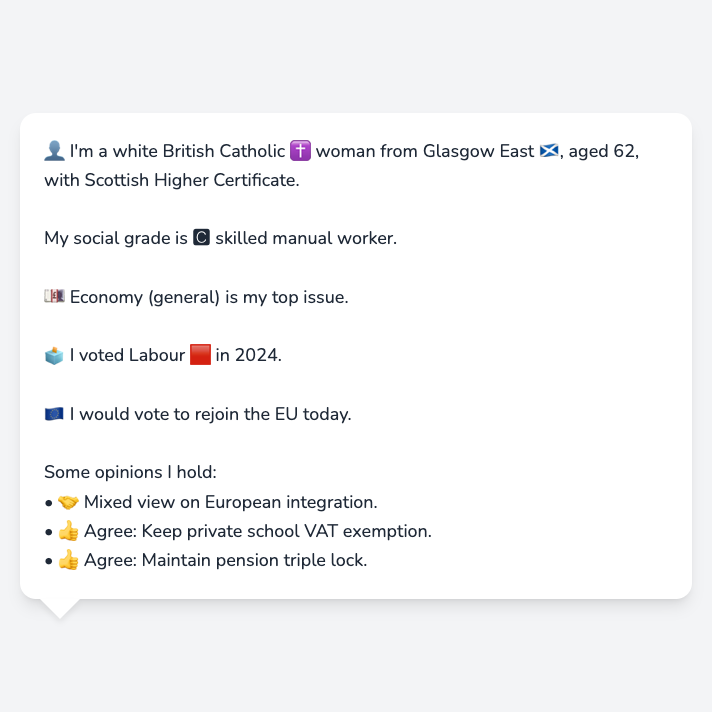 👤 I'm a white British Catholic ✝️ woman from Glasgow East 🏴󠁧󠁢󠁳󠁣󠁴󠁿, aged 62,
with Scottish Higher Certificate.
My social grade is 🅲 skilled manual worker.
💷 Economy (general) is my top issue.
🗳️ I voted Labour 🟥 in 2024.
🇪🇺 I would vote to rejoin the EU today.
Some opinions I hold:
• 🤝 Mixed view on European integration.
• 👍 Agree: Keep private school VAT exemption.
• 👍 Agree: Maintain pension triple lock.